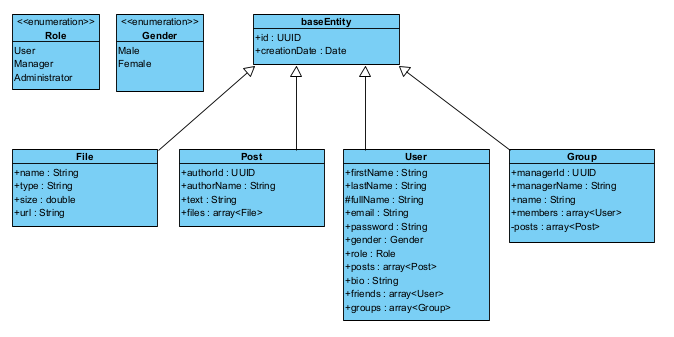 <<enumeration>>
Role
User
Manager
Administrator
<<enumeration>>
Gender
Male
Female
baseEntity
+id : UUID
+creationDate : Date
File
+name : String
+type : String
+size : double
+url : String
Post
+authorId : UUID
+authorName : String
+text : String
+files : array<File>
User
+firstName : String
+lastName : String
#fullName : String
+email : String
+password : String
+gender : Gender
+role : Role
+posts : array<Post>
+bio : String
+friends : array<User>
+groups : array<Group>
Group
+managerId : UUID
+managerName : String
+name : String
+members : array<User>
-posts : array<Post>